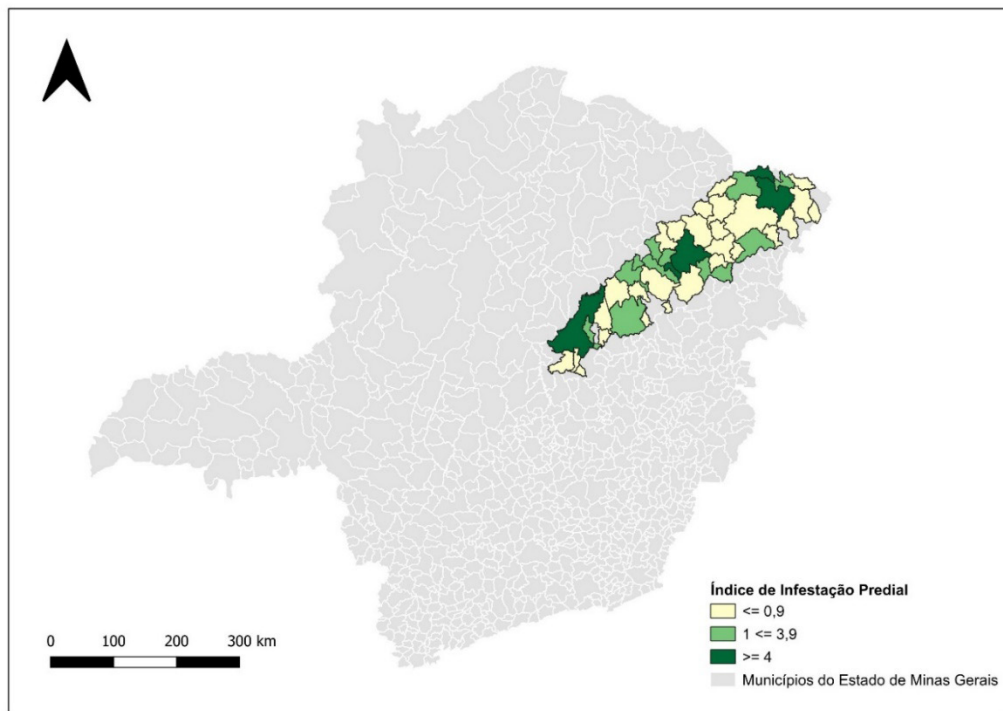 0 100 200 300 km
Índice de Infestação Predial
<= 0,9
1 <= 3,9
>= 4
Municípios do Estado de Minas Gerais